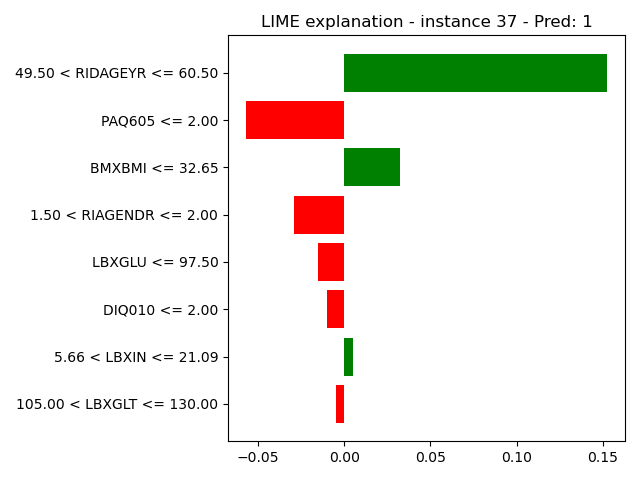 LIME explanation - instance 37 - Pred: 1
49.50 < RIDAGEYR <= 60.50
PAQ605 <= 2.00
BMXBMI <= 32.65
1.50 < RIAGENDR <= 2.00
LBXGLU <= 97.50
DIQ010 <= 2.00
5.66 < LBXIN <= 21.09
105.00 < LBXGLT <= 130.00
−0.05 0.00 0.05 0.10 0.15